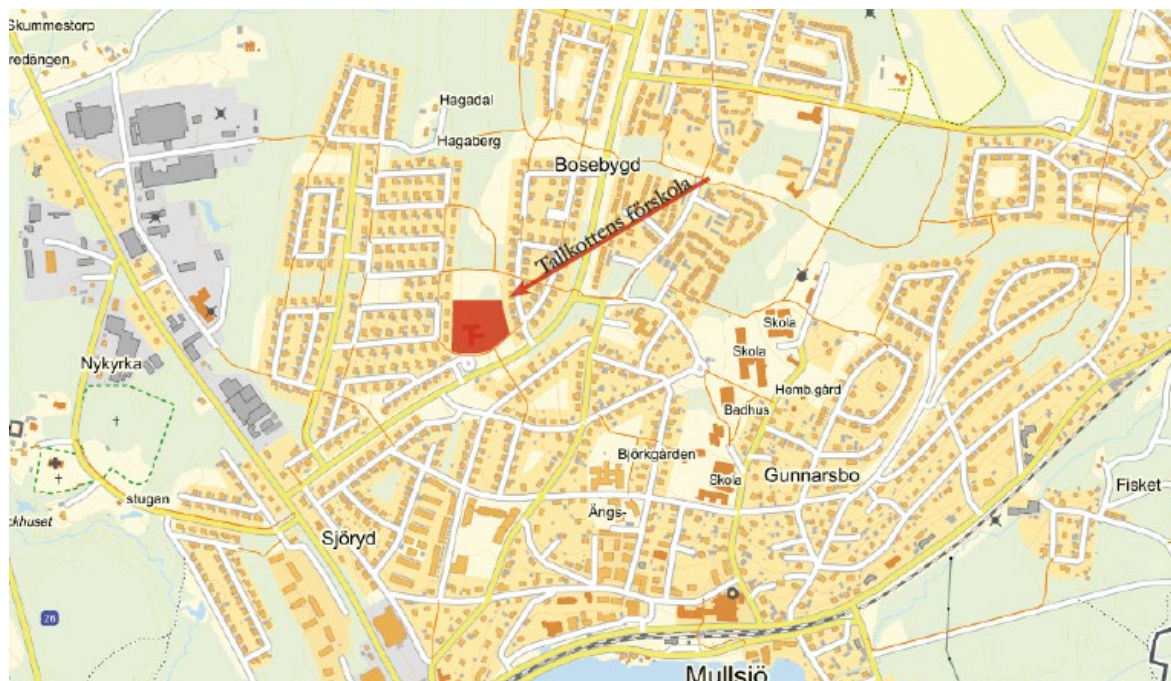 Skummestorp
redängen
Hagadal
Hagaberg
Bosebygd
Tallkottens förskola
Skola
Skola
Nykyrka
Hemb.gård
Badhus
Björkgården
Gunnarsbo
Skola
Fisket
stugan
Ängs-
ckhuset
Sjöryd
26
Mullsjö